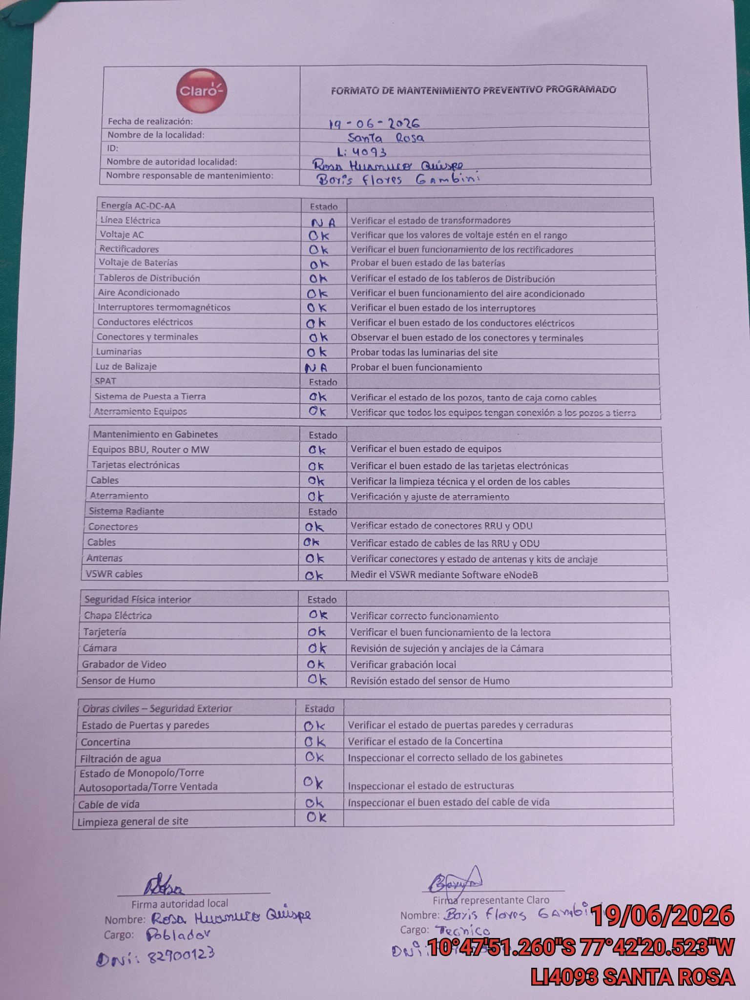 Claro
FORMATO DE MANTENIMIENTO PREVENTIVO PROGRAMADO
Fecha de realización: 19-06-2026
Nombre de la localidad: Santa Rosa
ID: Li4093
Nombre de autoridad localidad: Rosa Huamuco Quispe
Nombre responsable de mantenimiento: Boris Flores Gambini
Energía AC-DC-AA Estado
Línea Eléctrica NA Verificar el estado de transformadores
Voltaje AC OK Verificar que los valores de voltaje estén en el rango
Rectificadores OK Verificar el buen funcionamiento de los rectificadores
Voltaje de Baterías OK Probar el buen estado de las baterías
Tableros de Distribución OK Verificar el estado de los tableros de Distribución
Aire Acondicionado OK Verificar el buen funcionamiento del aire acondicionado
Interruptores termomagnéticos OK Verificar el buen estado de los interruptores
Conductores eléctricos OK Verificar el buen estado de los conductores eléctricos
Conectores y terminales OK Observar el buen estado de los conectores y terminales
Luminarias OK Probar todas las luminarias del site
Luz de Balizaje NA Probar el buen funcionamiento
SPAT Estado
Sistema de Puesta a Tierra OK Verificar el estado de los pozos, tanto de caja como cables
Aterramiento Equipos OK Verificar que todos los equipos tengan conexión a los pozos a tierra
Mantenimiento en Gabinetes Estado
Equipos BBU, Router o MW OK Verificar el buen estado de equipos
Tarjetas electrónicas OK Verificar el buen estado de las tarjetas electrónicas
Cables OK Verificar la limpieza técnica y el orden de los cables
Aterramiento OK Verificación y ajuste de aterramiento
Sistema Radiante Estado
Conectores OK Verificar estado de conectores RRU y ODU
Cables OK Verificar estado de cables de las RRU y ODU
Antenas OK Verificar conectores y estado de antenas y kits de anclaje
VSWR cables OK Medir el VSWR mediante Software eNodeB
Seguridad Física interior Estado
Chapa Eléctrica OK Verificar correcto funcionamiento
Tarjetería OK Verificar el buen funcionamiento de la lectora
Cámara OK Revisión de sujeción y anclajes de la Cámara
Grabador de Video OK Verificar grabación local
Sensor de Humo OK Revisión estado del sensor de Humo
Obras civiles – Seguridad Exterior Estado
Estado de Puertas y paredes OK Verificar el estado de puertas paredes y cerraduras
Concertina OK Verificar el estado de la Concertina
Filtración de agua OK Inspeccionar el correcto sellado de los gabinetes
Estado de Monopolo/Torre
Autosoportada/Torre Ventada OK Inspeccionar el estado de estructuras
Cable de vida OK Inspeccionar el buen estado del cable de vida
Limpieza general de site OK
Rosa
Firma autoridad local Firma representante Claro
Nombre: Rosa Huamuco Quispe Nombre: Boris Flores Gambini
Cargo: Poblador Cargo: Tecnico
DNi: 82900123 DNi:
19/06/2026
10°47'51.260"S 77°42'20.523"W
LI4093 SANTA ROSA